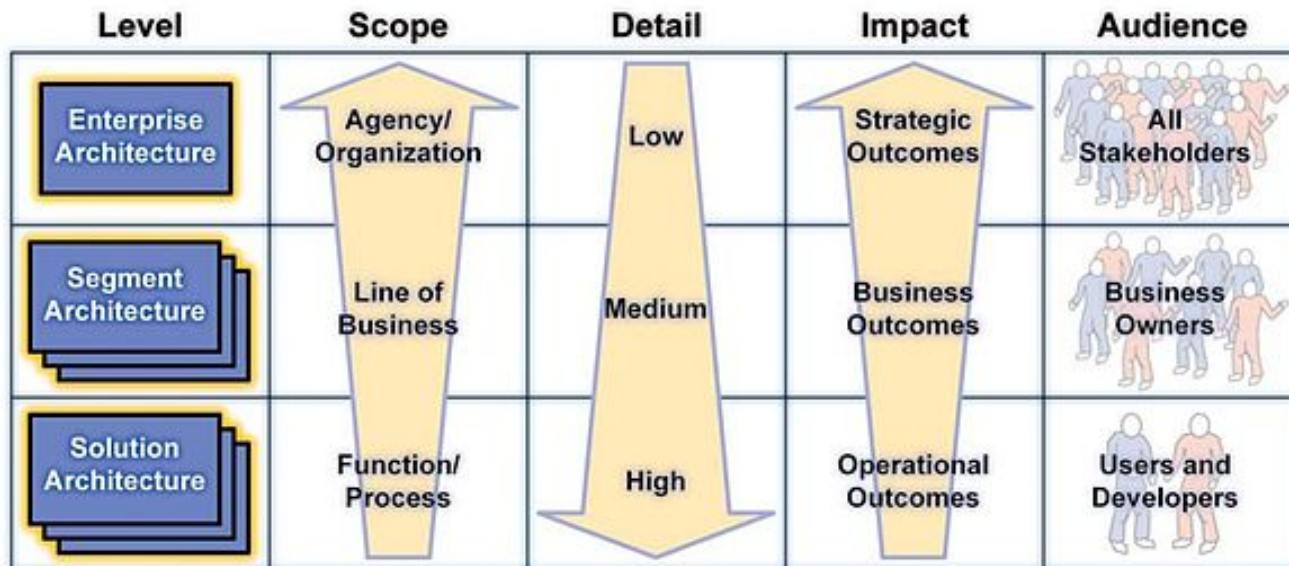 Level Scope Detail Impact Audience
Enterprise
Architecture
Agency/
Organization
Low
Strategic
Outcomes
All
Stakeholders
Segment
Architecture
Line of
Business
Medium
Business
Outcomes
Business
Owners
Solution
Architecture
Function/
Process
High
Operational
Outcomes
Users and
Developers